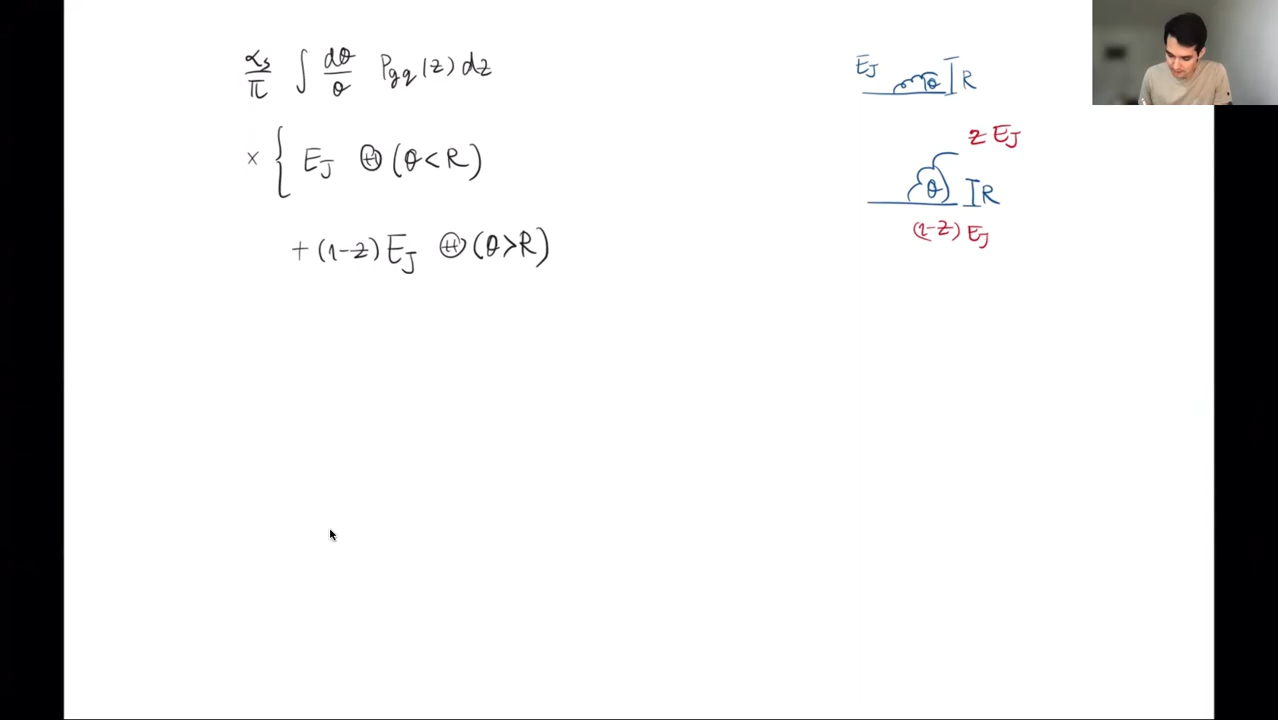 αs/π ∫ dθ/θ Pgq(z) dz
× { EJ Θ(θ<R)
+ (1-z) EJ Θ(θ>R)
EJ θ R
z EJ
θ R
(1-z) EJ